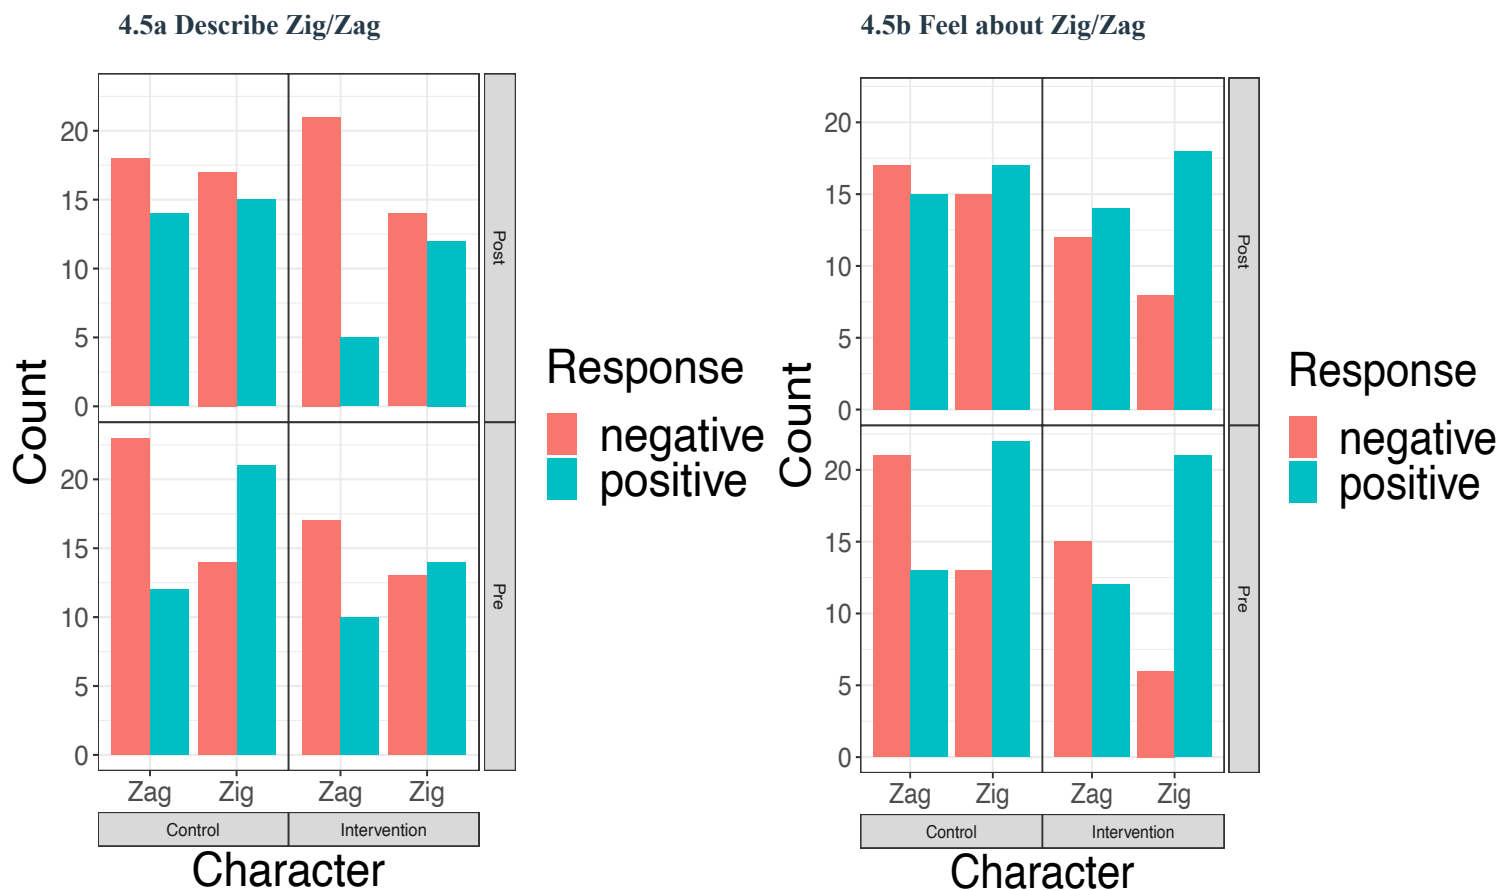 4.5a Describe Zig/Zag
20
15
10
5
0
Post
20
15
10
5
0
Pre
Count
Zag Zig Zag Zig
Control Intervention
Character
Response
negative
positive
4.5b Feel about Zig/Zag
20
15
10
5
0
Post
20
15
10
5
0
Pre
Count
Zag Zig Zag Zig
Control Intervention
Character
Response
negative
positive